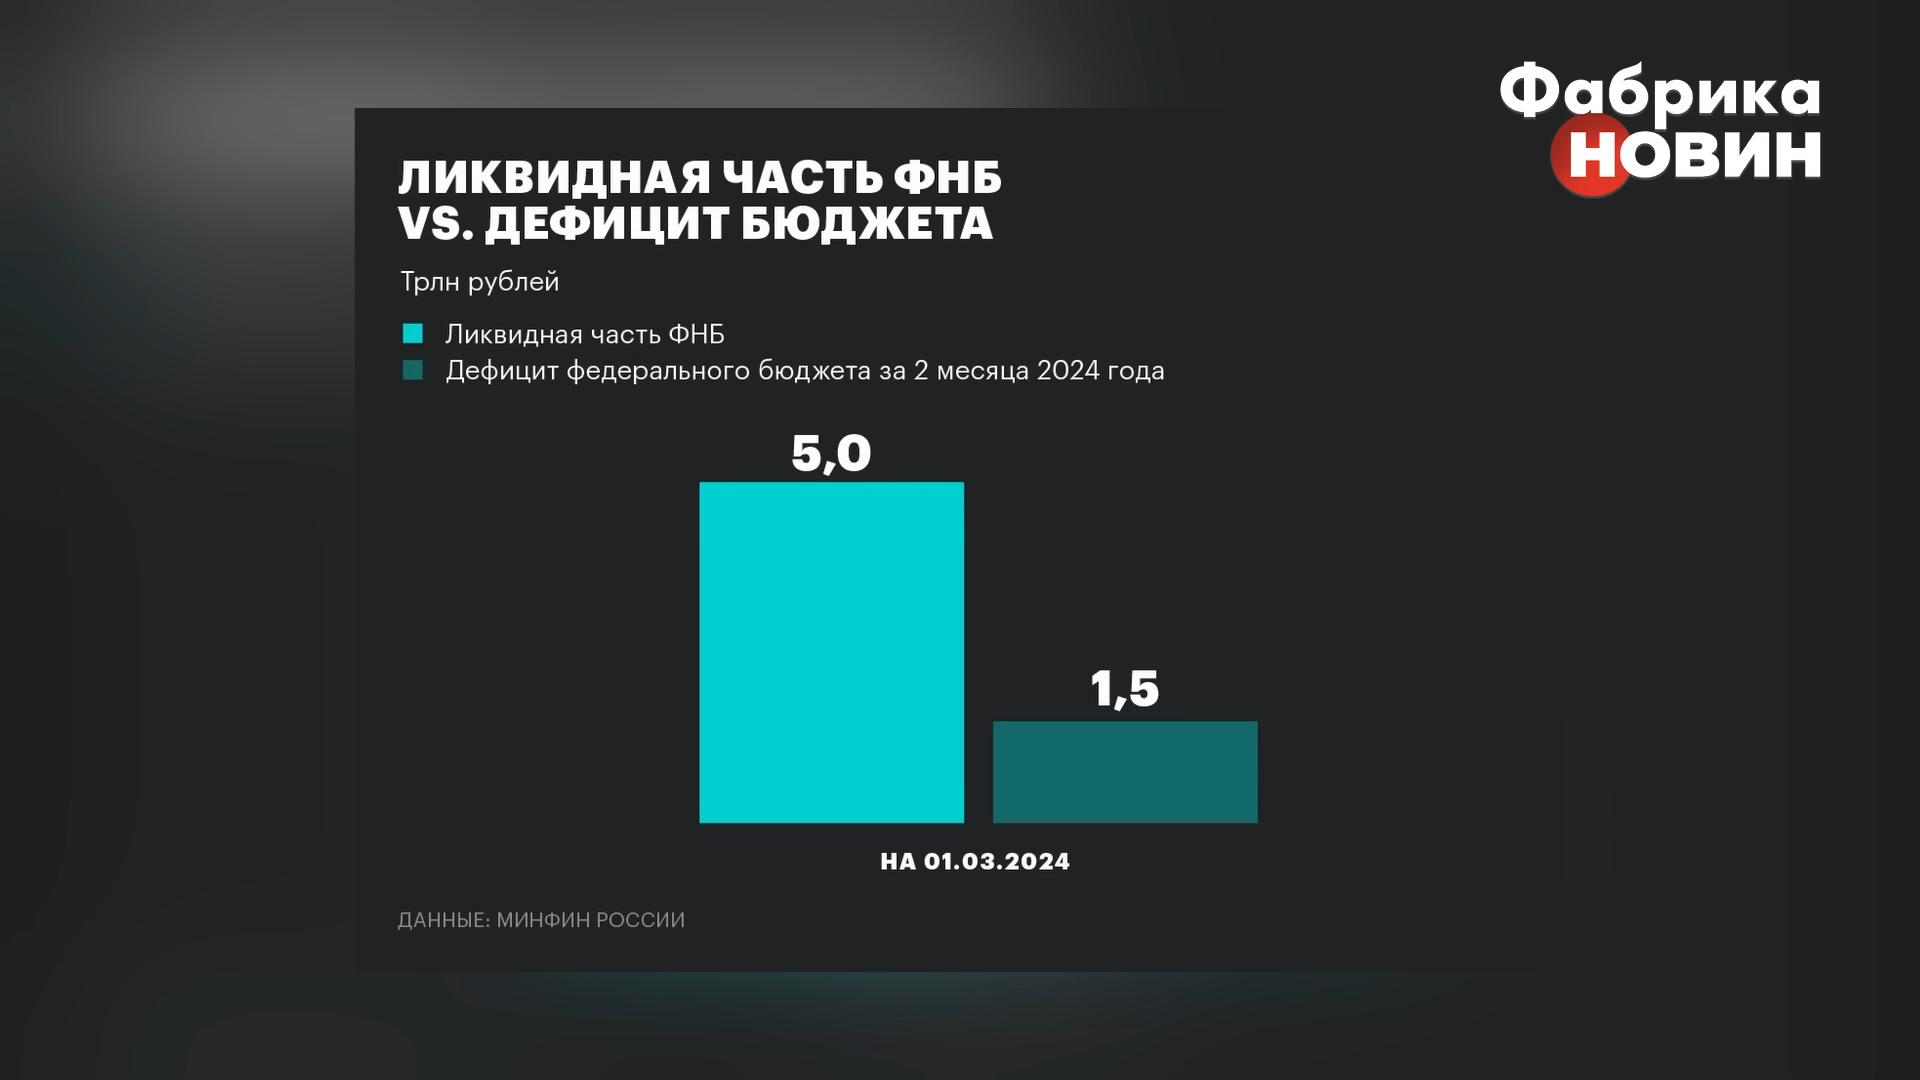 Фабрика
новин
ЛИКВИДНАЯ ЧАСТЬ ФНБ
VS. ДЕФИЦИТ БЮДЖЕТА
Трлн рублей
Ликвидная часть ФНБ
Дефицит федерального бюджета за 2 месяца 2024 года
5,0
1,5
НА 01.03.2024
ДАННЫЕ: МИНФИН РОССИИ